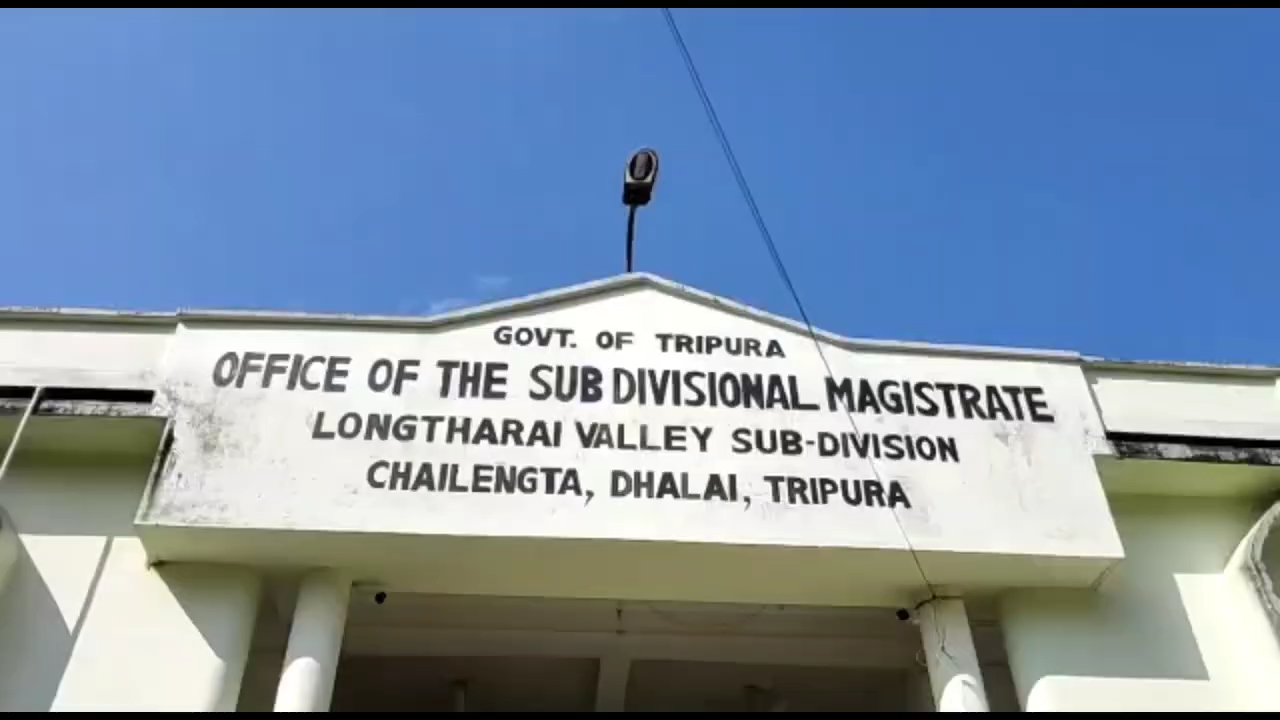 GOVT. OF TRIPURA
OFFICE OF THE SUB DIVISIONAL MAGISTRATE
LONGTHARAI VALLEY SUB-DIVISION
CHAILENGTA, DHALAI, TRIPURA